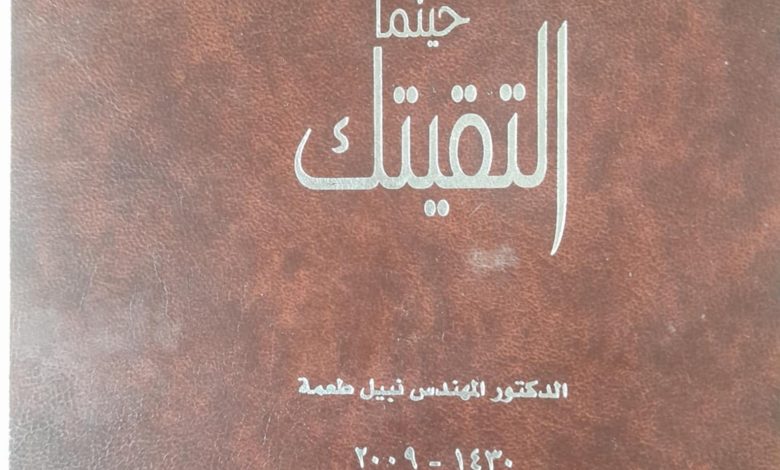 حينما
التقيتك
الدكتور المهندس نبيل طعمة
١٤٣٠ - ٢٠٠٩